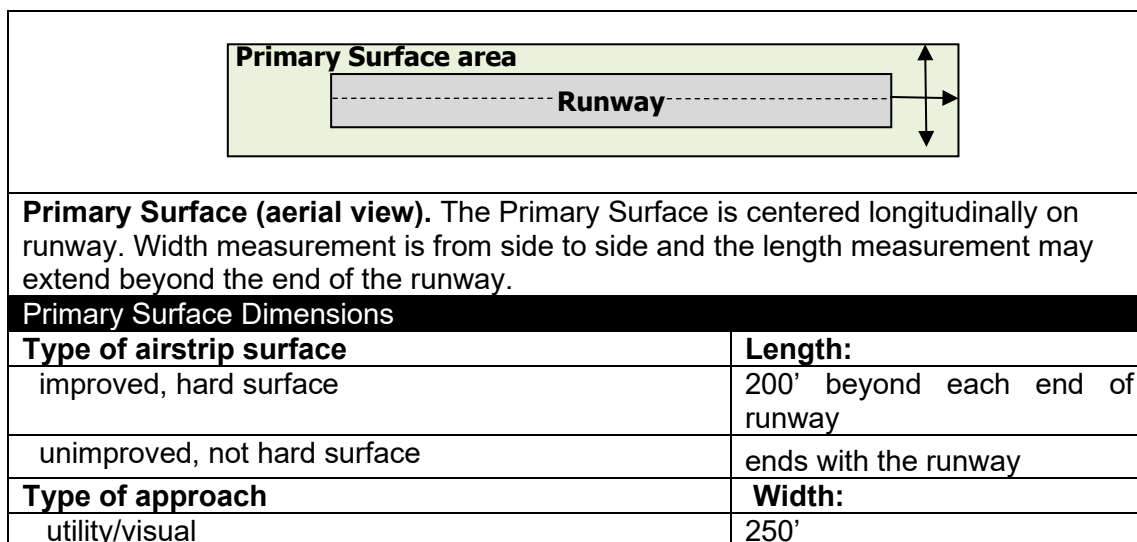 Primary Surface area
Runway
Primary Surface (aerial view). The Primary Surface is centered longitudinally on
runway. Width measurement is from side to side and the length measurement may
extend beyond the end of the runway.
Primary Surface Dimensions
Type of airstrip surface Length:
improved, hard surface 200’ beyond each end of
runway
unimproved, not hard surface ends with the runway
Type of approach Width:
utility/visual 250’